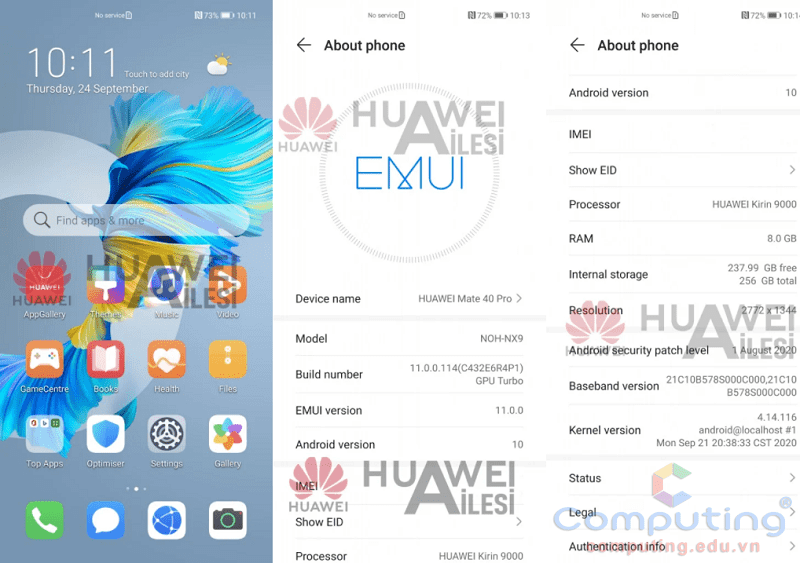 No service
73%
10:11
10:11
Touch to add city
Thursday, 24 September
Find apps & more
HUAWEI
HUAWEI
AİLESİ
AppGallery
Themes
Music
Video
GameCentre
Books
Health
Files
Top Apps
Optimiser
Settings
Gallery
No service
72%
10:13
About phone
HUAWEI
HUAWEI
AİLESİ
EMUI
Device name
HUAWEI Mate 40 Pro
Model
NOH-NX9
Build number
11.0.0.114(C432E6R4P1)
GPU Turbo
EMUI version
11.0.0
Android version
10
IMEI
HUAWEI
HUAWEI
AİLESİ
Show EID
Processor
HUAWEI Kirin 9000
No service
72%
About phone
Android version
10
IMEI
Show EID
Processor
HUAWEI Kirin 9000
RAM
8.0 GB
Internal storage
237.99 GB free
256 GB total
Resolution
2772 x 1344
HUAWEI
HUAWEI
AİLESİ
Android security patch level
1 August 2020
Baseband version
21C10B578S000C000,21C10
B578S000C000
Kernel version
4.14.116
android@localhost #1
Mon Sep 21 20:38:33 CST 2020
Status
Legal
Computing®
Authentication info
computing.edu.vn